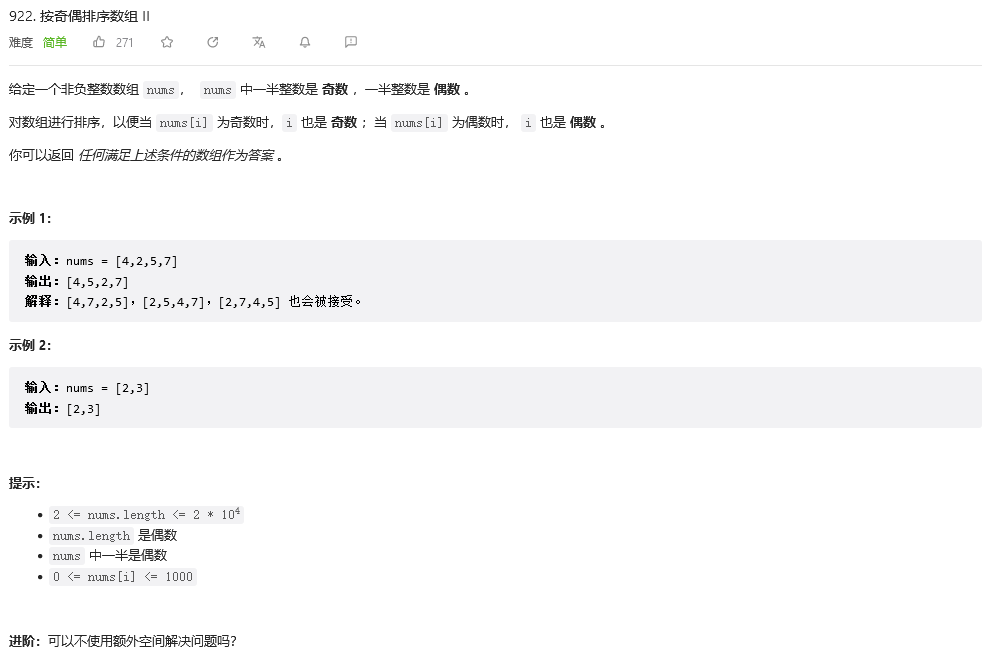 922. 按奇偶排序数组 II
难度 简单 271
给定一个非负整数数组 nums， nums 中一半整数是 奇数 ，一半整数是 偶数 。
对数组进行排序，以便当 nums[i] 为奇数时， i 也是 奇数 ；当 nums[i] 为偶数时， i 也是 偶数 。
你可以返回 任何满足上述条件的数组作为答案 。
示例 1：
输入：nums = [4,2,5,7]
输出：[4,5,2,7]
解释：[4,7,2,5]，[2,5,4,7]，[2,7,4,5] 也会被接受。
示例 2：
输入：nums = [2,3]
输出：[2,3]
提示：
• 2 <= nums.length <= 2 * 10⁴
• nums.length 是偶数
• nums 中一半是偶数
• 0 <= nums[i] <= 1000
进阶：可以不使用额外空间解决问题吗？